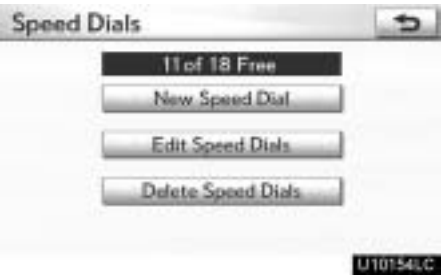 Speed Dials
11 of 18 Free
New Speed Dial
Edit Speed Dials
Delete Speed Dials
U10154LC